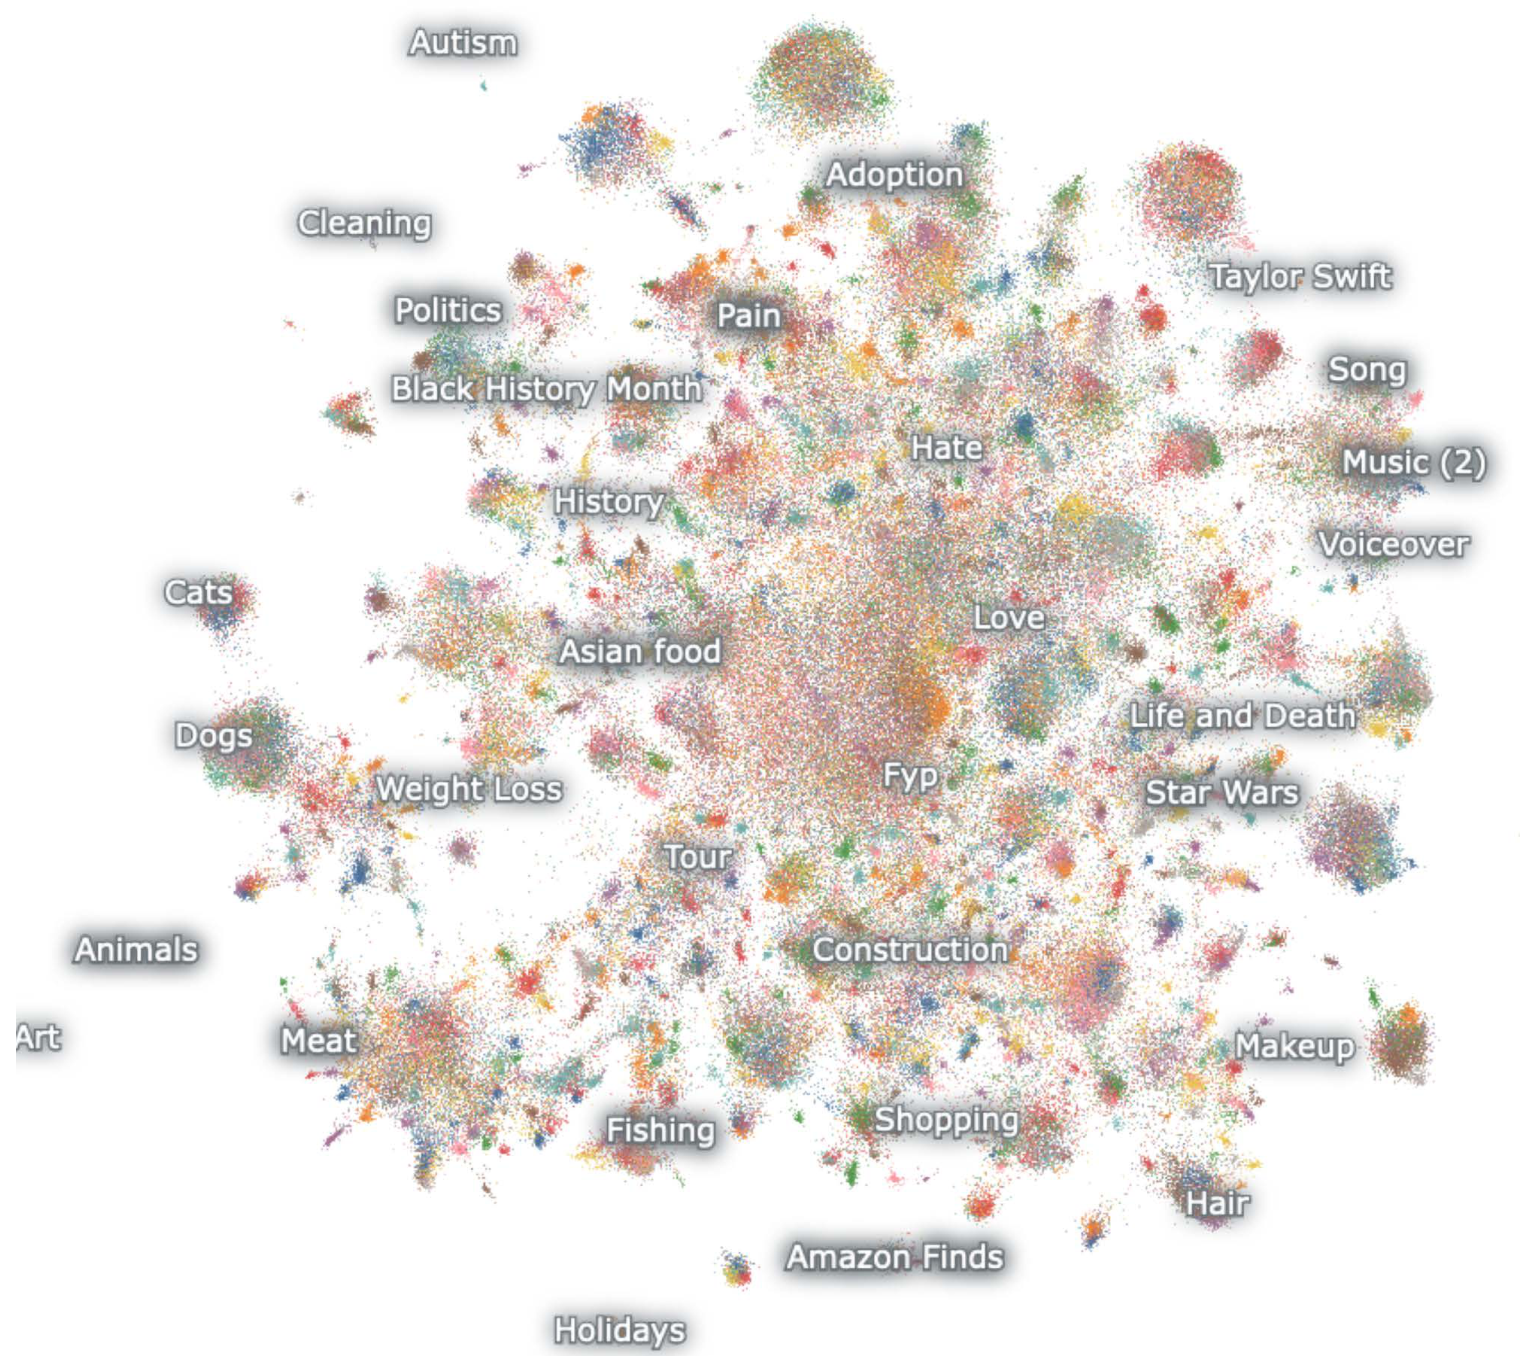 Autism
Adoption
Cleaning
Taylor Swift
Politics
Pain
Song
Black History Month
Hate
Music (2)
History
Voiceover
Cats
Love
Asian food
Life and Death
Dogs
Fyp
Weight Loss
Star Wars
Tour
Animals
Construction
Art
Meat
Makeup
Shopping
Fishing
Hair
Amazon Finds
Holidays